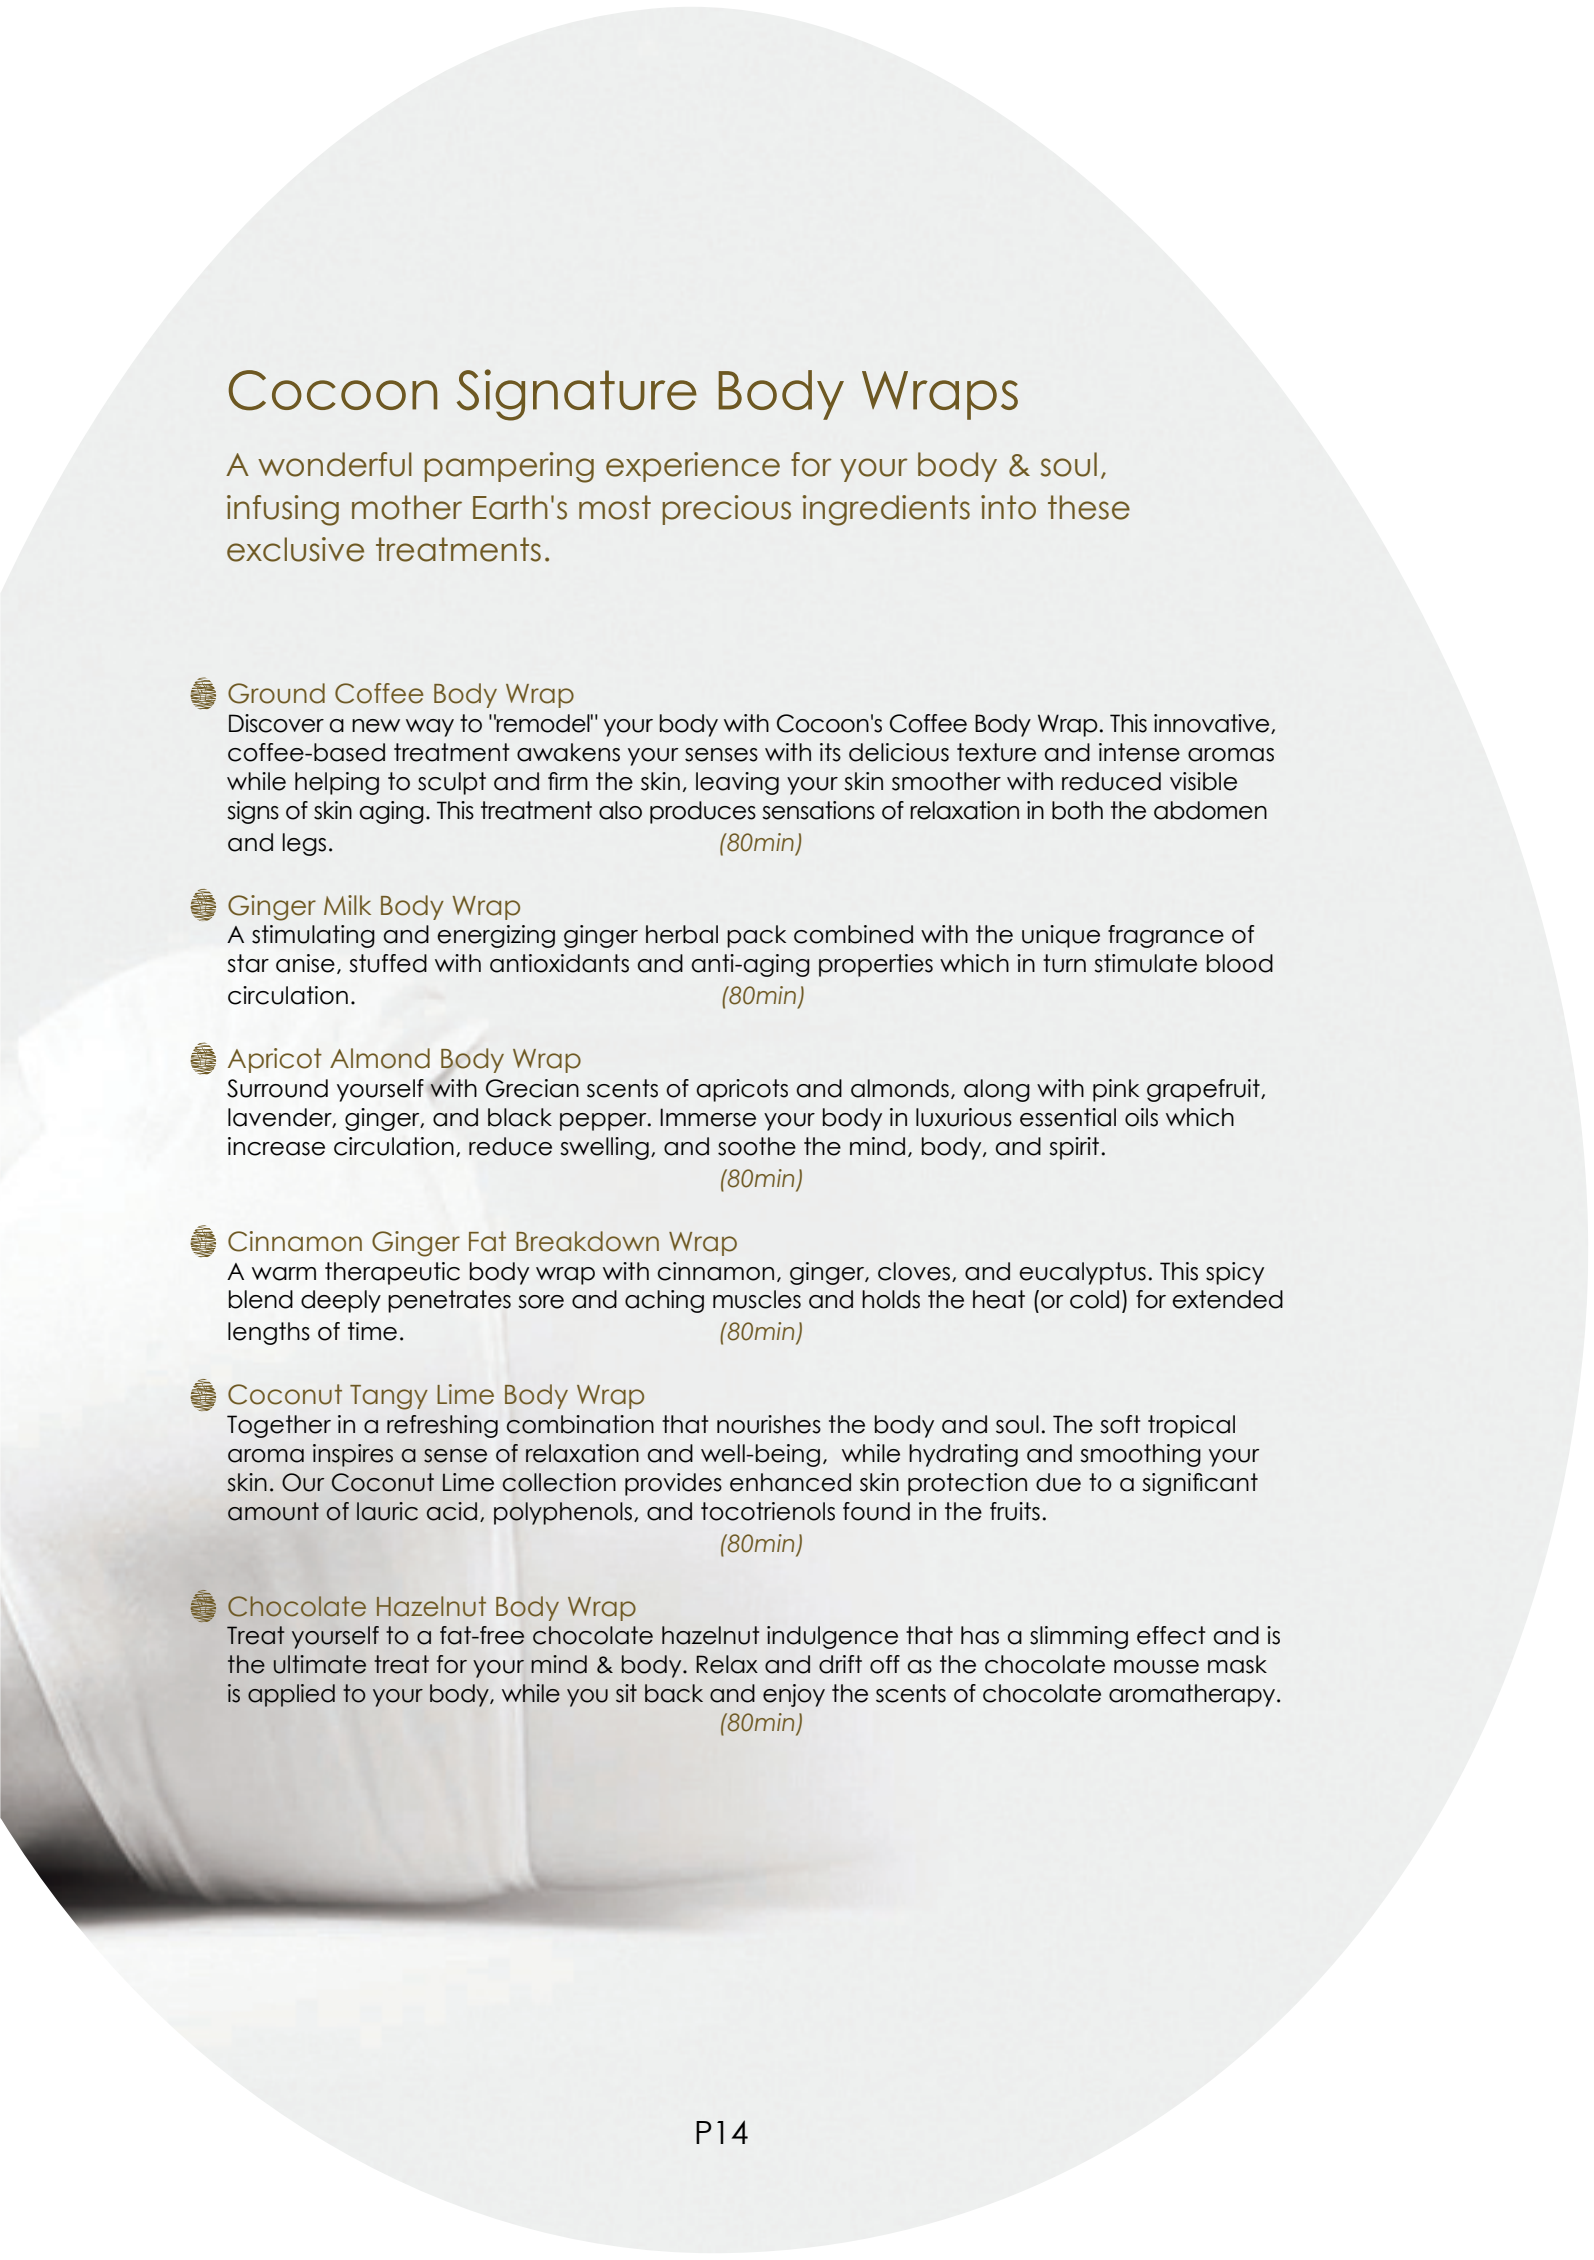 Cocoon Signature Body Wraps
A wonderful pampering experience for your body & soul,
infusing mother Earth's most precious ingredients into these
exclusive treatments.
Ground Coffee Body Wrap
Discover a new way to "remodel" your body with Cocoon's Coffee Body Wrap. This innovative,
coffee-based treatment awakens your senses with its delicious texture and intense aromas
while helping to sculpt and firm the skin, leaving your skin smoother with reduced visible
signs of skin aging. This treatment also produces sensations of relaxation in both the abdomen
and legs. (80min)
Ginger Milk Body Wrap
A stimulating and energizing ginger herbal pack combined with the unique fragrance of
star anise, stuffed with antioxidants and anti-aging properties which in turn stimulate blood
circulation. (80min)
Apricot Almond Body Wrap
Surround yourself with Grecian scents of apricots and almonds, along with pink grapefruit,
lavender, ginger, and black pepper. Immerse your body in luxurious essential oils which
increase circulation, reduce swelling, and soothe the mind, body, and spirit.
(80min)
Cinnamon Ginger Fat Breakdown Wrap
A warm therapeutic body wrap with cinnamon, ginger, cloves, and eucalyptus. This spicy
blend deeply penetrates sore and aching muscles and holds the heat (or cold) for extended
lengths of time. (80min)
Coconut Tangy Lime Body Wrap
Together in a refreshing combination that nourishes the body and soul. The soft tropical
aroma inspires a sense of relaxation and well-being, while hydrating and smoothing your
skin. Our Coconut Lime collection provides enhanced skin protection due to a significant
amount of lauric acid, polyphenols, and tocotrienols found in the fruits.
(80min)
Chocolate Hazelnut Body Wrap
Treat yourself to a fat-free chocolate hazelnut indulgence that has a slimming effect and is
the ultimate treat for your mind & body. Relax and drift off as the chocolate mousse mask
is applied to your body, while you sit back and enjoy the scents of chocolate aromatherapy.
(80min)
P14